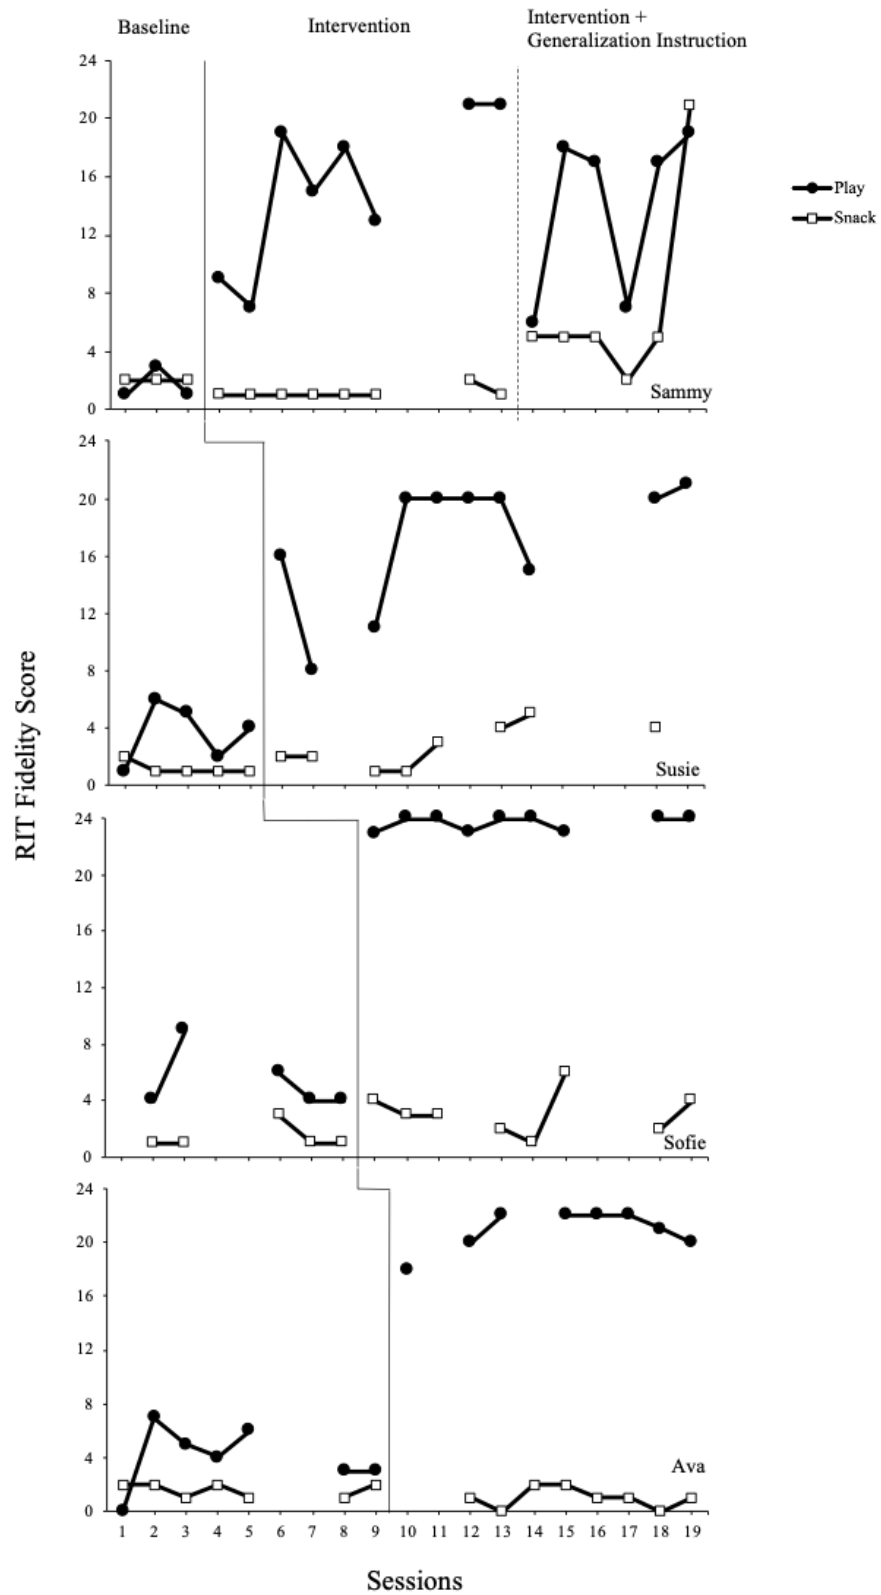 Baseline
Intervention
Intervention +
Generalization Instruction
24
20
16
12
8
4
0
Play
Snack
Sammy
24
20
16
12
8
4
0
Susie
RIT Fidelity Score
24
20
16
12
8
4
0
Sofie
24
20
16
12
8
4
0
Ava
1 2 3 4 5 6 7 8 9 10 11 12 13 14 15 16 17 18 19
Sessions